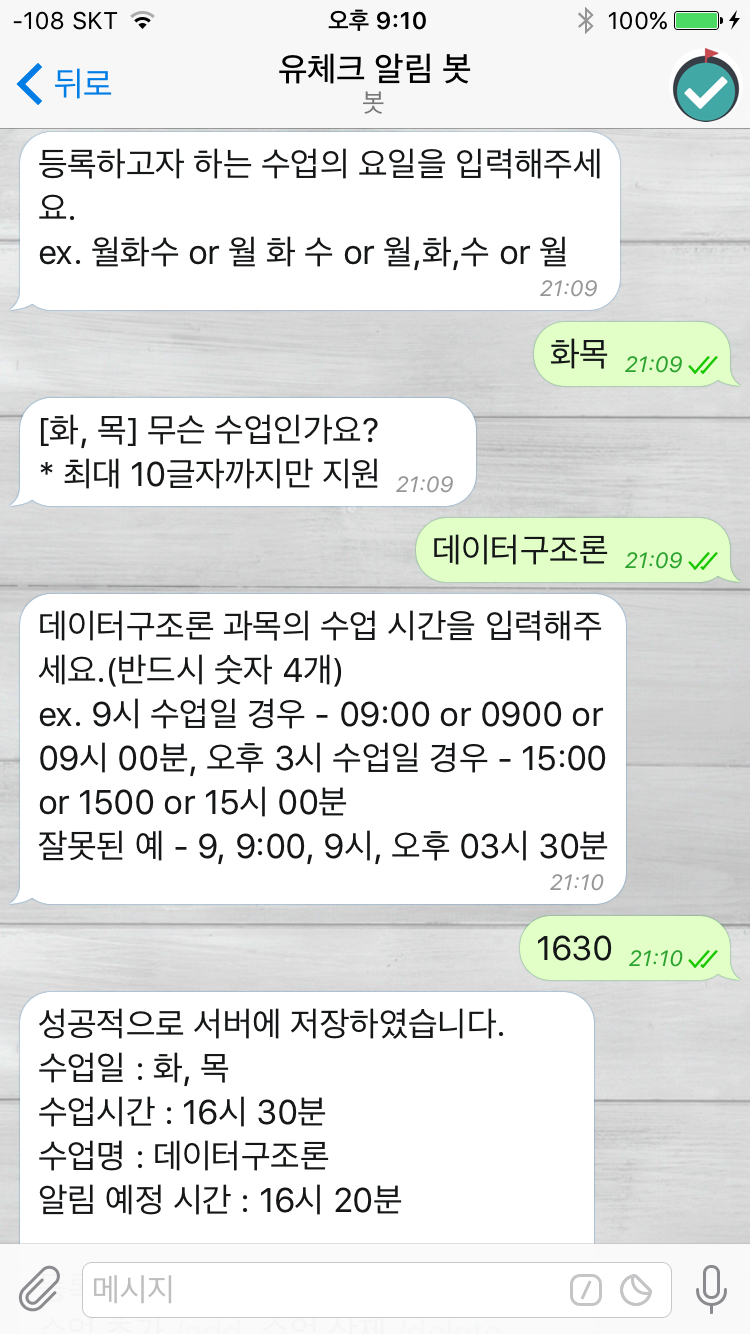 -108 SKT 오후 9:10 100%
뒤로 유체크 알림 봇
봇
등록하고자 하는 수업의 요일을 입력해주세
요.
ex. 월화수 or 월 화 수 or 월,화,수 or 월
21:09
화목 21:09
[화, 목] 무슨 수업인가요?
* 최대 10글자까지만 지원 21:09
데이터구조론 21:09
데이터구조론 과목의 수업 시간을 입력해주
세요.(반드시 숫자 4개)
ex. 9시 수업일 경우 - 09:00 or 0900 or
09시 00분, 오후 3시 수업일 경우 - 15:00
or 1500 or 15시 00분
잘못된 예 - 9, 9:00, 9시, 오후 03시 30분
21:10
1630 21:10
성공적으로 서버에 저장하였습니다.
수업일 : 화, 목
수업시간 : 16시 30분
수업명 : 데이터구조론
알림 예정 시간 : 16시 20분
메시지